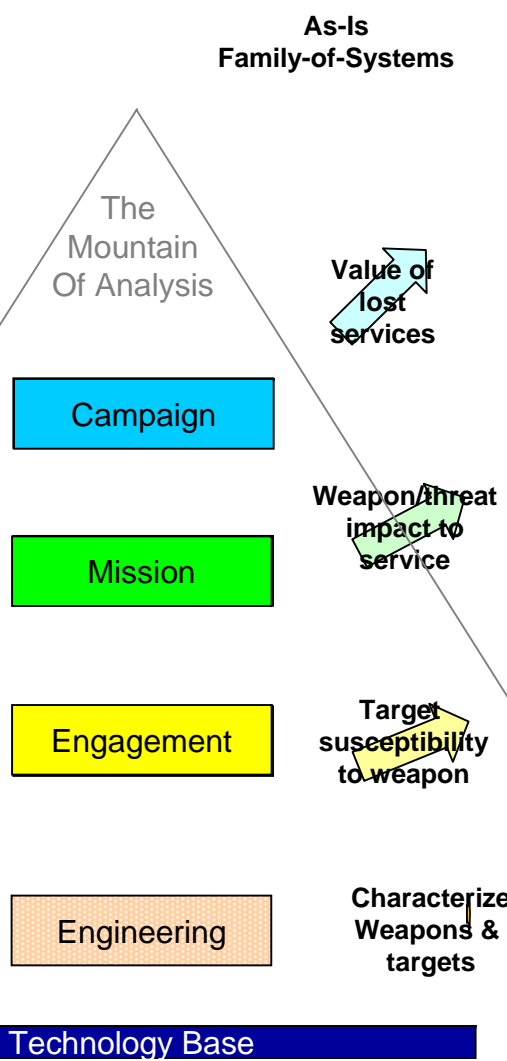 As-Is
Family-of-Systems
The
Mountain
Of Analysis
Value of
lost
services
Campaign
Weapon/threat
impact to
service
Mission
Target
susceptibility
to weapon
Engagement
Characterize
Weapons &
targets
Engineering
Technology Base